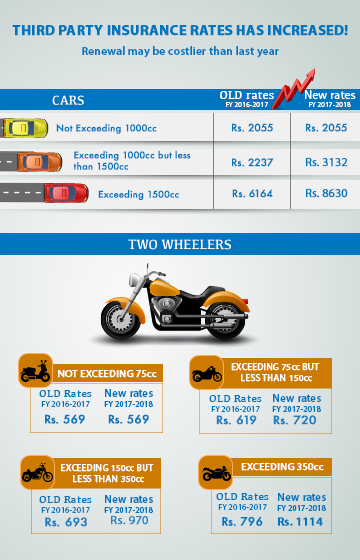 THIRD PARTY INSURANCE RATES HAS INCREASED!
Renewal may be costlier than last year
CARS
OLD rates
FY 2016-2017
New rates
FY 2017-2018
Not Exceeding 1000cc
Rs. 2055
Rs. 2055
Exceeding 1000cc but less
than 1500cc
Rs. 2237
Rs. 3132
Exceeding 1500cc
Rs. 6164
Rs. 8630
TWO WHEELERS
NOT EXCEEDING 75cc
OLD Rates
FY 2016-2017
Rs. 569
New rates
FY 2017-2018
Rs. 569
EXCEEDING 75cc BUT
LESS THAN 150cc
OLD Rates
FY 2016-2017
Rs. 619
New rates
FY 2017-2018
Rs. 720
EXCEEDING 150cc BUT
LESS THAN 350cc
OLD Rates
FY 2016-2017
Rs. 693
New rates
FY 2017-2018
Rs. 970
EXCEEDING 350cc
OLD Rates
FY 2016-2017
Rs. 796
New rates
FY 2017-2018
Rs. 1114